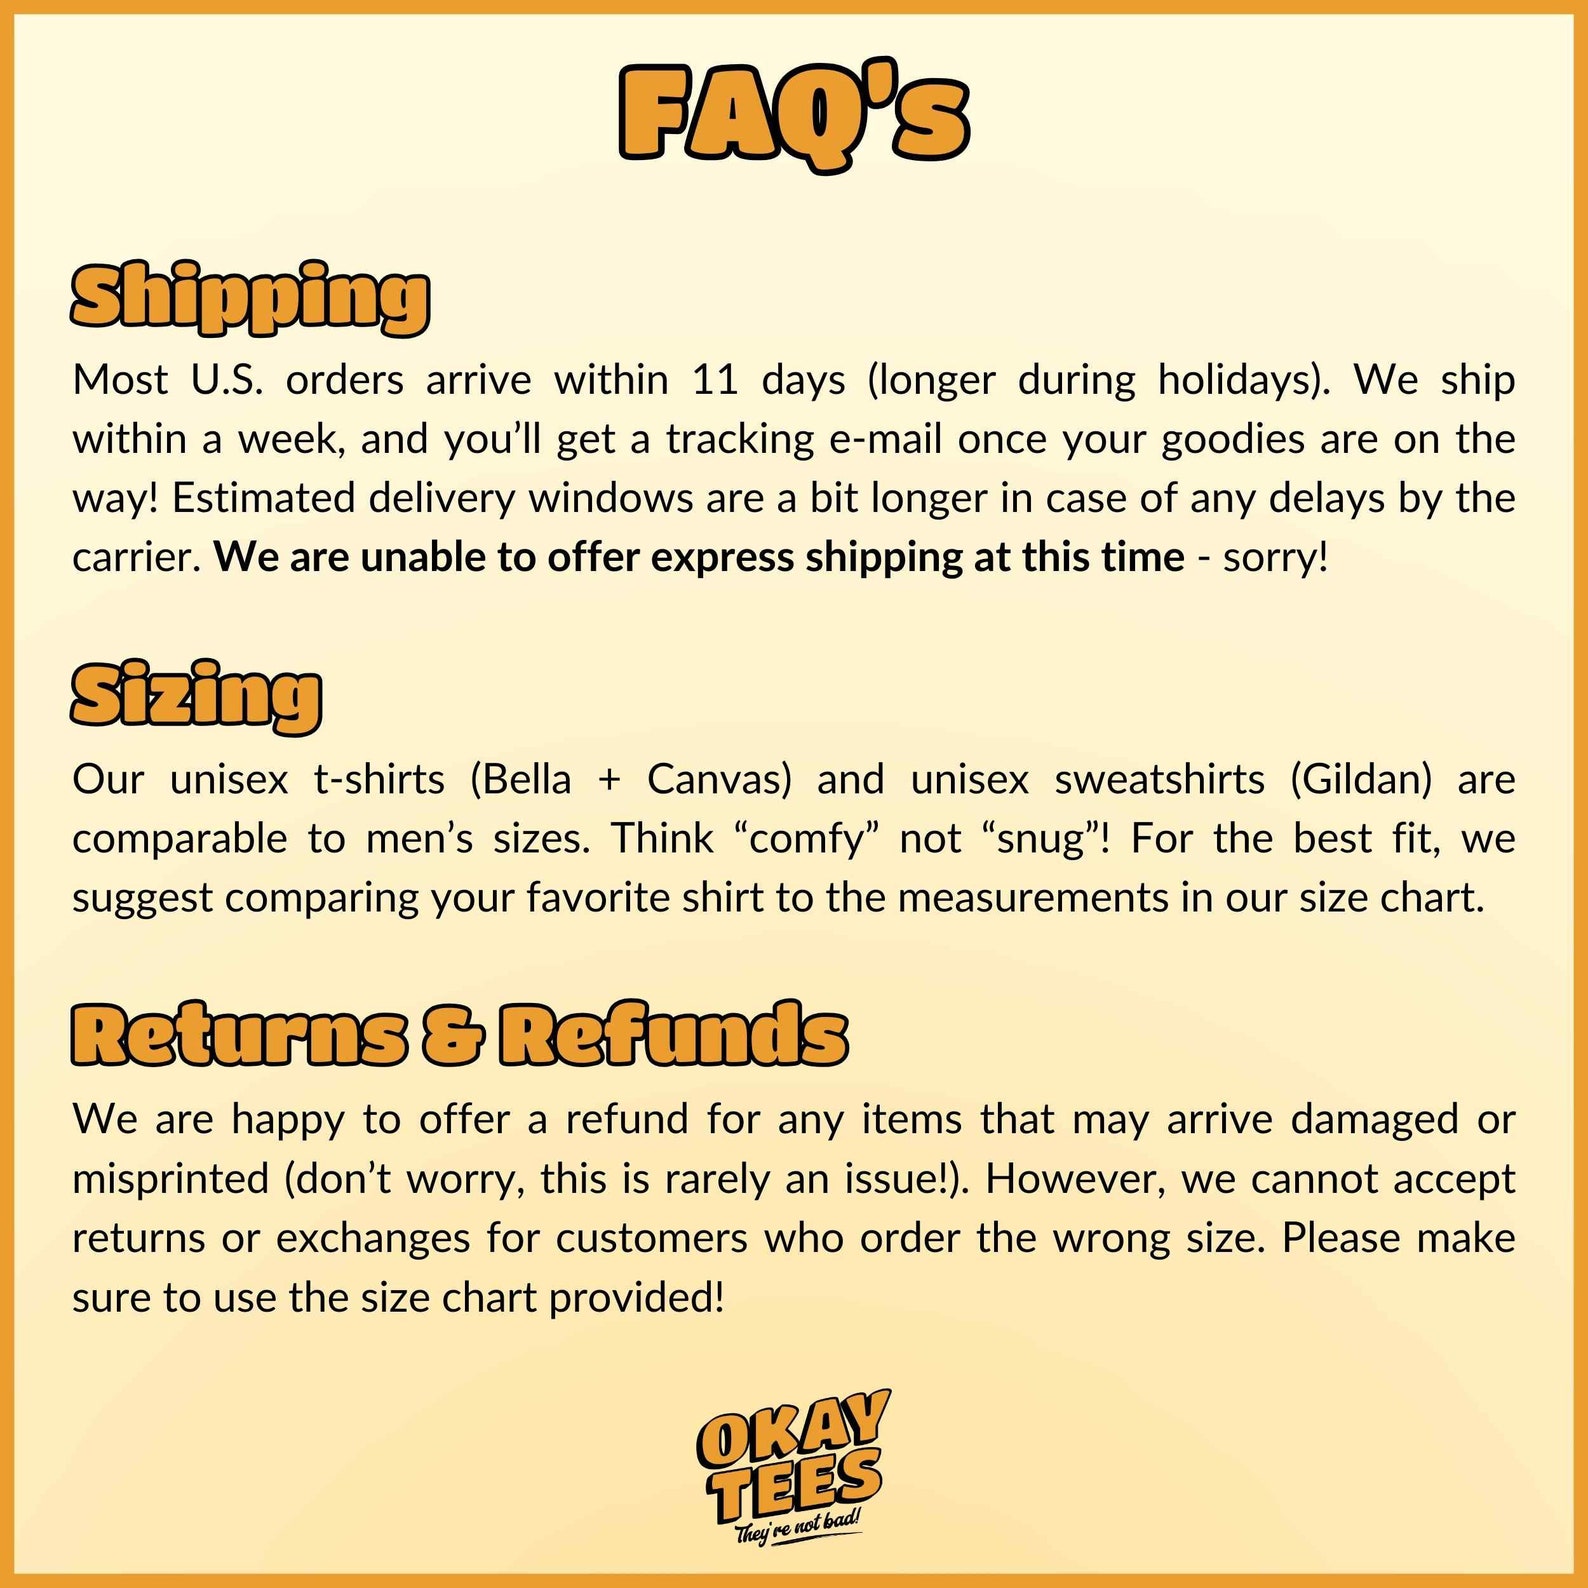 FAQ's
Shipping
Most U.S. orders arrive within 11 days (longer during holidays). We ship
within a week, and you’ll get a tracking e-mail once your goodies are on the
way! Estimated delivery windows are a bit longer in case of any delays by the
carrier. We are unable to offer express shipping at this time - sorry!
Sizing
Our unisex t-shirts (Bella + Canvas) and unisex sweatshirts (Gildan) are
comparable to men’s sizes. Think “comfy” not “snug”! For the best fit, we
suggest comparing your favorite shirt to the measurements in our size chart.
Returns & Refunds
We are happy to offer a refund for any items that may arrive damaged or
misprinted (don’t worry, this is rarely an issue!). However, we cannot accept
returns or exchanges for customers who order the wrong size. Please make
sure to use the size chart provided!
OKAY
TEES
They're not bad!